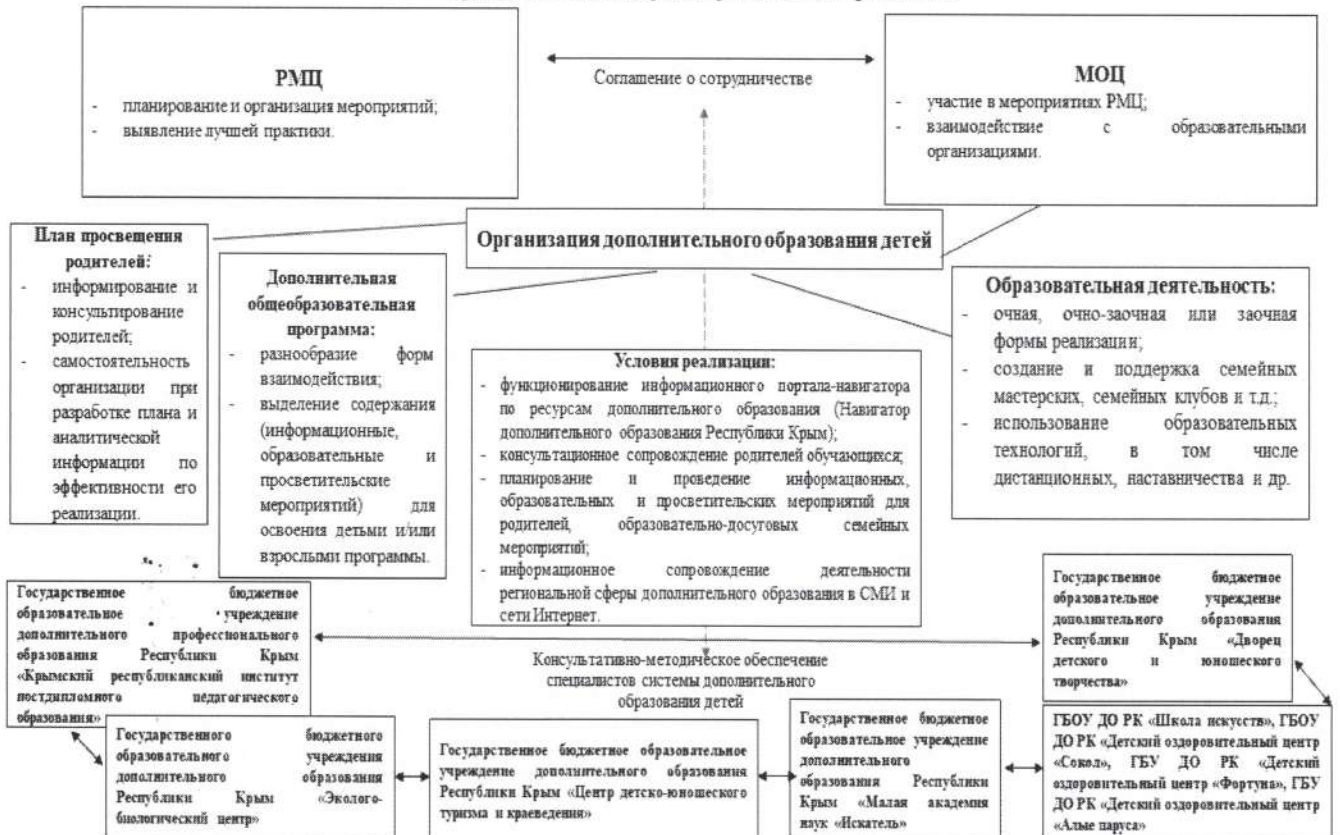 РМЦ
- планирование и организация мероприятий;
- выявление лучшей практики.
Соглашение о сотрудничестве
МОЦ
- участие в мероприятиях РМЦ;
- взаимодействие с образовательными
организациями.
Организация дополнительного образования детей
План просвещения
родителей:
- информирование и
консультирование
родителей;
- самостоятельность
организации при
разработке плана и
аналитической
информации по
эффективности его
реализации.
Дополнительная
общеобразовательная
программа:
- разнообразие форм
взаимодействия;
- выделение содержания
(информационные,
образовательные и
просветительские
мероприятий) для
освоения детьми и/или
взрослыми программы.
Условия реализации:
- функционирование информационного портала-навигатора
по ресурсам дополнительного образования (Навигатор
дополнительного образования Республики Крым);
- консультационное сопровождение родителей обучающихся;
- планирование и проведение информационных,
образовательных и просветительских мероприятий для
родителей, образовательно-досуговых семейных
мероприятий;
- информационное сопровождение деятельности
региональной сферы дополнительного образования в СМИ и
сети Интернет.
Образовательная деятельность:
- очная, очно-заочная или заочная
формы реализации;
- создание и поддержка семейных
мастерских, семейных клубов и т.д.;
- использование образовательных
технологий, в том числе
дистанционных, наставничества и др.
Государственное бюджетное
образовательное учреждение
дополнительного профессионального
образования Республики Крым
«Крымский республиканский институт
постдипломного педагогического
образования»
Консультативно-методическое обеспечение
специалистов системы дополнительного
образования детей
Государственное бюджетное
образовательное учреждение
дополнительного образования
Республики Крым «Дворец
детского и юношеского
творчества»
Государственного бюджетного
образовательного учреждения
дополнительного образования
Республики Крым «Эколого-
биологический центр»
Государственное бюджетное образовательное
учреждение дополнительного образования
Республики Крым «Центр детско-юношеского
туризма и краеведения»
Государственное бюджетное
образовательное учреждение
дополнительного
образования Республики
Крым «Малая академия
наук «Искатель»
ГБОУ ДО РК «Школа искусств», ГБОУ
ДО РК «Детский оздоровительный центр
«Сокол», ГБУ ДО РК «Детский
оздоровительный центр «Фортуна», ГБУ
ДО РК «Детский оздоровительный центр
«Алые паруса»